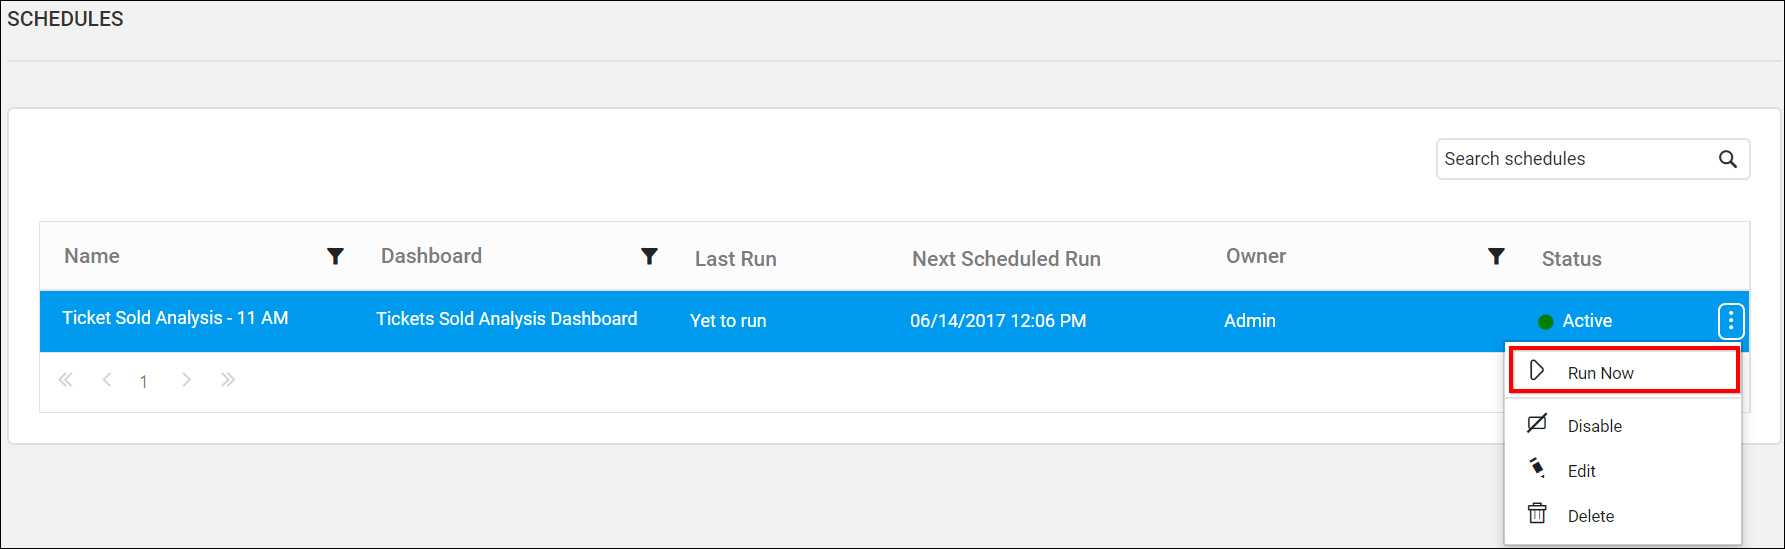 SCHEDULES
Search schedules
Name Dashboard Last Run Next Scheduled Run Owner Status
Ticket Sold Analysis - 11 AM Tickets Sold Analysis Dashboard Yet to run 06/14/2017 12:06 PM Admin Active
1
Run Now
Disable
Edit
Delete